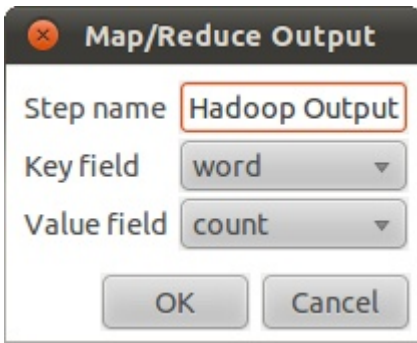 Map/Reduce Output
Step name Hadoop Output
Key field word
Value field count
OK Cancel